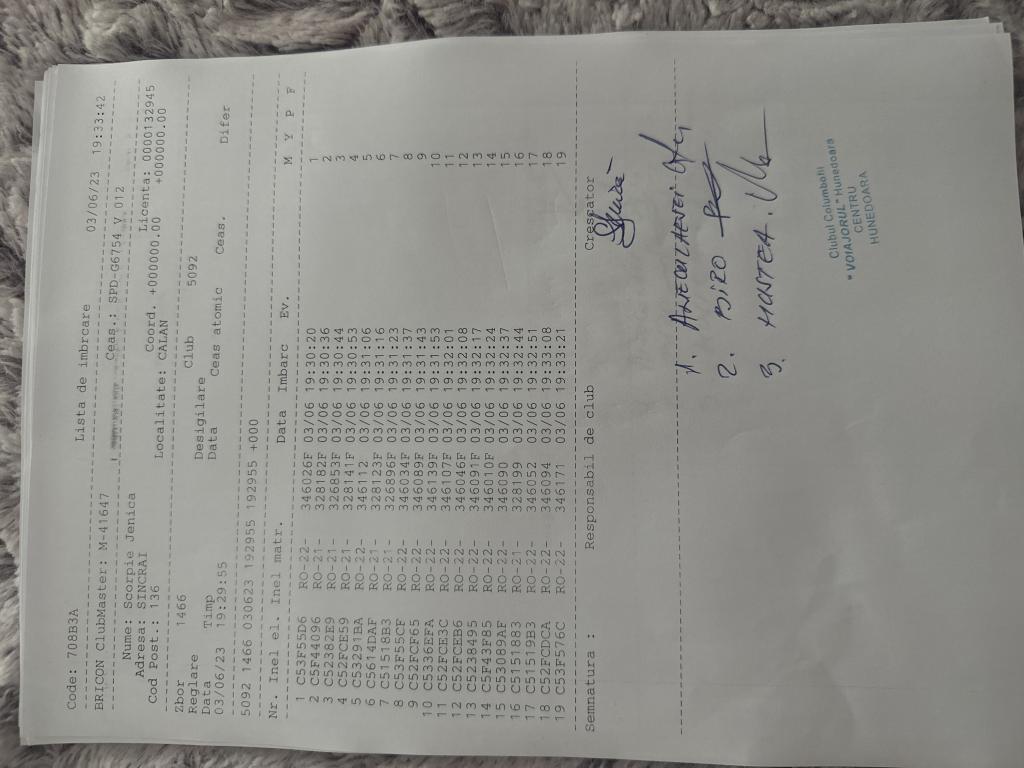 Code: 708B3A
Lista de imbrcare 03/06/23 19:33:42
BRICON ClubMaster: M-41647 Ceas.: SPD-G6754 V 012
Nume: Scorpie Jenica Licenta: 0000132945
Adresa: SINCRAI Coord. +000000.00 +000000.00
Cod Post.: 136 Localitate: CALAN
Zbor 1466 Club 5092
Reglare Desigilare
Data Timp Data Ceas atomic Ceas. Difer
03/06/23 19:29:55
5092 1466 030623 192955 192955 +000
Nr. Inel el. Inel matr. Data Imbarc Ev. M Y P F
1 C53F55D6 RO-22- 346026F 03/06 19:30:20 1
2 C5F44096 RO-21- 328182F 03/06 19:30:36 2
3 C52382E9 RO-21- 326853F 03/06 19:30:44 3
4 C52FCE59 RO-21- 328141F 03/06 19:30:53 4
5 C53291BA RO-22- 346112 03/06 19:31:06 5
6 C5614DAF RO-21- 328123F 03/06 19:31:16 6
7 C51518B3 RO-21- 326896F 03/06 19:31:23 7
8 C53F55CF RO-22- 346034F 03/06 19:31:37 8
9 C52FCF65 RO-22- 346089F 03/06 19:31:43 9
10 C5336EFA RO-22- 346139F 03/06 19:31:53 10
11 C52FCE3C RO-22- 346107F 03/06 19:32:01 11
12 C52FCEB6 RO-22- 346046F 03/06 19:32:08 12
13 C5238495 RO-22- 346091F 03/06 19:32:17 13
14 C5F43F85 RO-22- 346010F 03/06 19:32:24 14
15 C53089AF RO-22- 346090 03/06 19:32:37 15
16 C5151883 RO-21- 328199 03/06 19:32:44 16
17 C51519B3 RO-22- 346052 03/06 19:32:51 17
18 C52FCDCA RO-22- 346094 03/06 19:33:08 18
19 C53F576C RO-22- 346171 03/06 19:33:21 19
Semnatura : Responsabil de club Crescator
1.
2. BIRO
3.
Clubul Columbofil
"VOIAJORUL" Hunedoara
CENTRU
HUNEDOARA